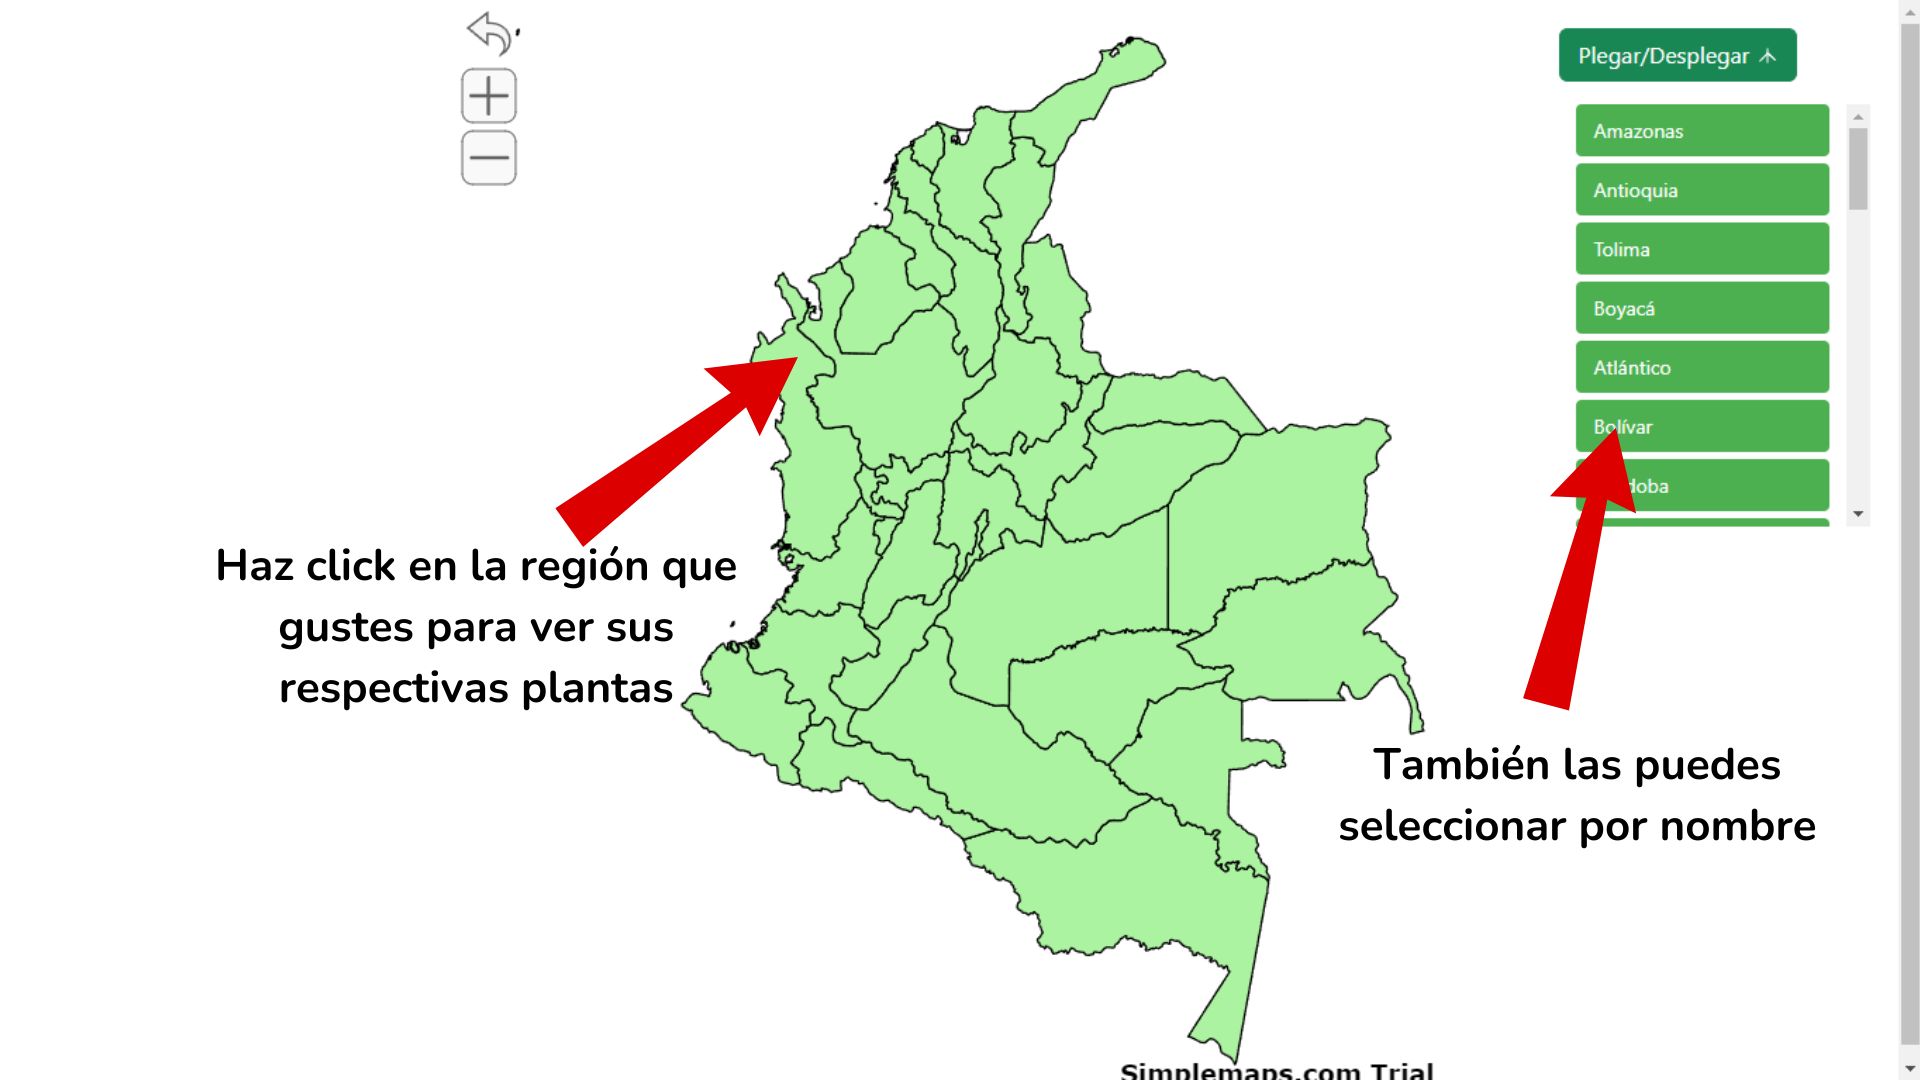 Plegar/Desplegar
Amazonas
Antioquia
Tolima
Boyacá
Atlántico
Bolívar
doba
Haz click en la región que
gustes para ver sus
respectivas plantas
También las puedes
seleccionar por nombre
Simplemaps.com Trial